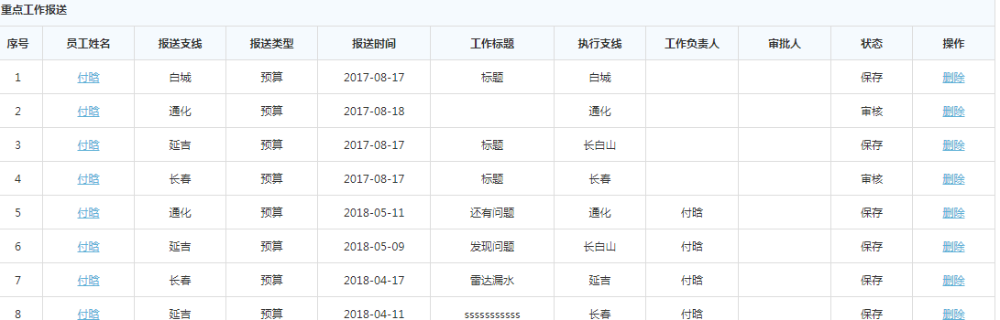 重点工作报送
序号 员工姓名 报送支线 报送类型 报送时间 工作标题 执行支线 工作负责人 审批人 状态 操作
1 付晗 白城 预算 2017-08-17 标题 白城 保存 删除
2 付晗 通化 预算 2017-08-18 通化 审核 删除
3 付晗 延吉 预算 2017-08-17 标题 长白山 保存 删除
4 付晗 长春 预算 2017-08-17 标题 长春 审核 删除
5 付晗 通化 预算 2018-05-11 还有问题 通化 付晗 保存 删除
6 付晗 延吉 预算 2018-05-09 发现问题 长白山 付晗 保存 删除
7 付晗 长春 预算 2018-04-17 雷达漏水 延吉 付晗 保存 删除
8 付晗 延吉 预算 2018-04-11 sssssssssss 长春 付晗 保存 删除